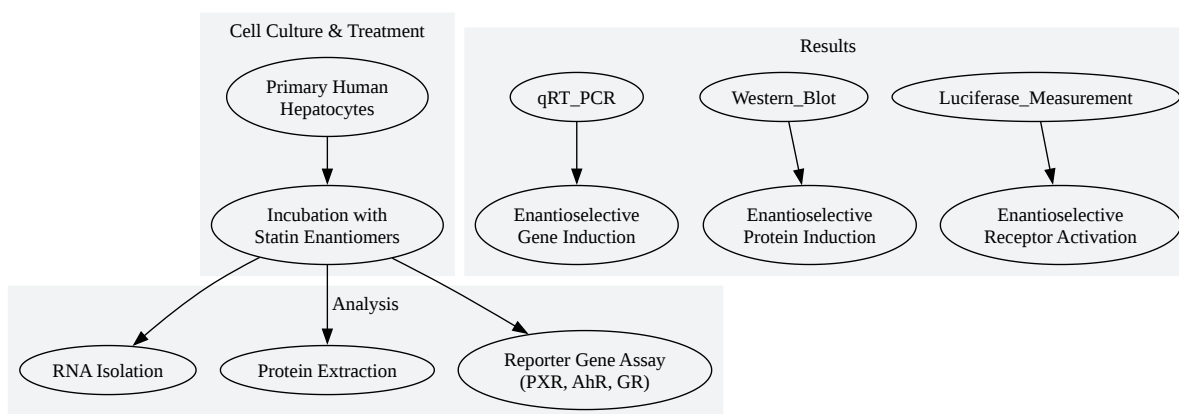 Cell Culture & Treatment
Primary Human
Hepatocytes
Incubation with
Statin Enantiomers
Analysis
RNA Isolation
Protein Extraction
Reporter Gene Assay
(PXR, AhR, GR)
Results
qRT_PCR
Western_Blot
Luciferase_Measurement
Enantioselective
Gene Induction
Enantioselective
Protein Induction
Enantioselective
Receptor Activation